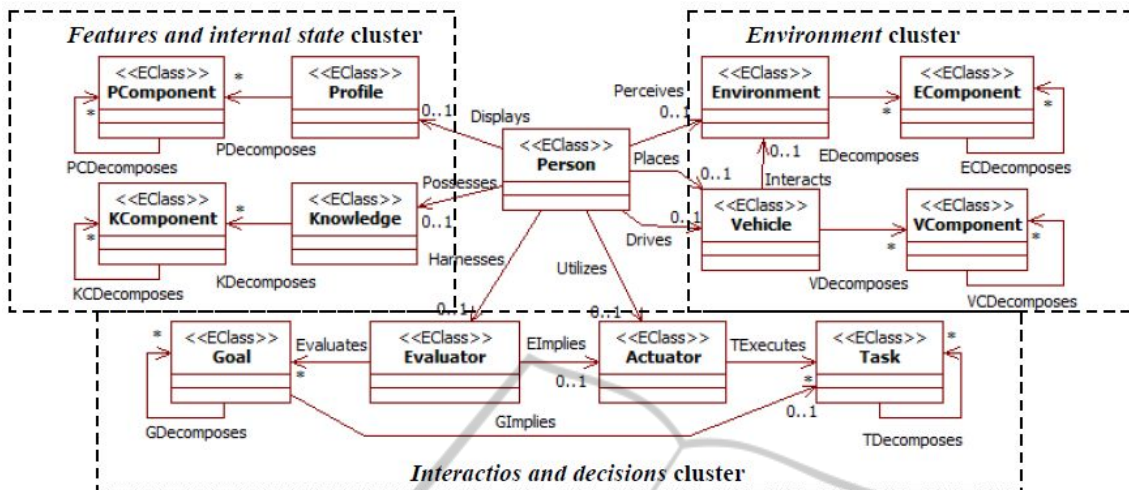 Features and internal state cluster
Environment cluster
<<EClass>>
PComponent
<<EClass>>
Profile
<<EClass>>
Environment
<<EClass>>
EComponent
*
*
0..1
Displays
Perceives
0..1
*
*
PCDecomposes
PDecomposes
<<EClass>>
Person
Places
0..1
EDecomposes
ECDecomposes
0..1
Interacts
<<EClass>>
KComponent
<<EClass>>
Knowledge
Possesses
<<EClass>>
Vehicle
<<EClass>>
VComponent
*
*
0..1
0..1
Drives
*
*
Harnesses
Utilizes
KCDecomposes
KDecomposes
VDecomposes
VCDecomposes
0..1
0..1
<<EClass>>
Goal
<<EClass>>
Evaluator
<<EClass>>
Actuator
<<EClass>>
Task
*
Evaluates
EImplies
TExecutes
*
*
0..1
*
0..1
GDecomposes
GImplies
TDecomposes
Interactios and decisions cluster